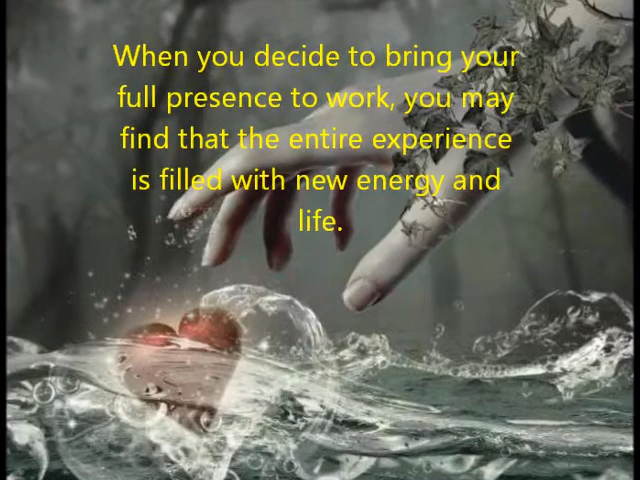 When you decide to bring your
full presence to work, you may
find that the entire experience
is filled with new energy and
life.